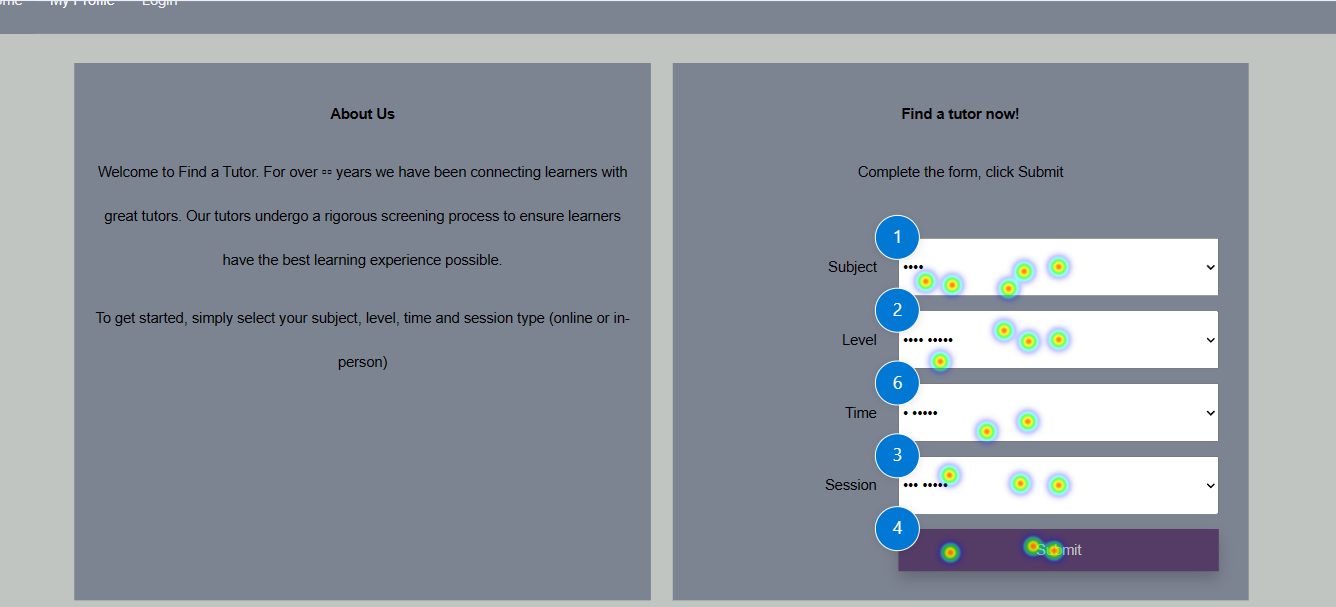 My Profile Login
About Us
Welcome to Find a Tutor. For over ▪▪ years we have been connecting learners with
great tutors. Our tutors undergo a rigorous screening process to ensure learners
have the best learning experience possible.
To get started, simply select your subject, level, time and session type (online or in-
person)
Find a tutor now!
Complete the form, click Submit
1
Subject ••••
2
Level •••• •••••
6
Time • •••••
3
Session ••• •••••
4
Submit